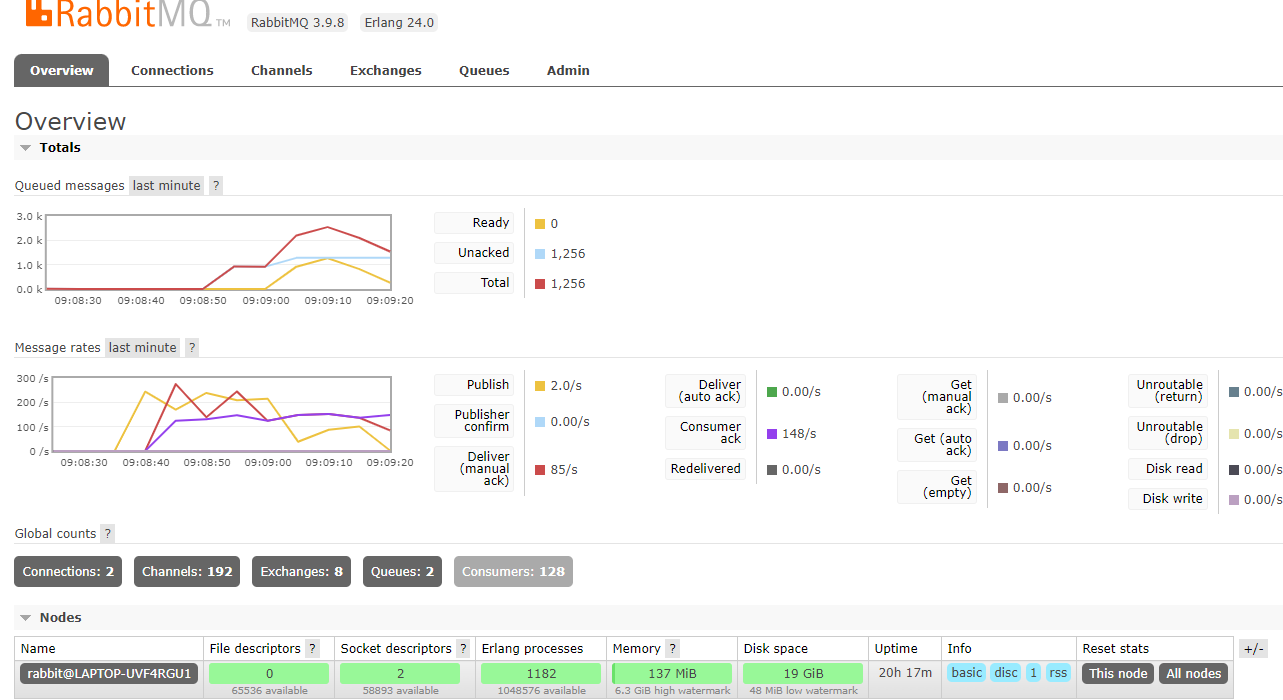 RabbitMQ TM RabbitMQ 3.9.8 Erlang 24.0
Overview Connections Channels Exchanges Queues Admin
Overview
Totals
Queued messages last minute ?
3.0 k
2.0 k
1.0 k
0.0 k
09:08:30 09:08:40 09:08:50 09:09:00 09:09:10 09:09:20
Ready 0
Unacked 1,256
Total 1,256
Message rates last minute ?
300 /s
200 /s
100 /s
0 /s
09:08:30 09:08:40 09:08:50 09:09:00 09:09:10 09:09:20
Publish 2.0/s
Publisher
confirm 0.00/s
Deliver
(manual
ack) 85/s
Deliver
(auto ack) 0.00/s
Consumer
ack 148/s
Redelivered 0.00/s
Get
(manual
ack) 0.00/s
Get (auto
ack) 0.00/s
Get
(empty) 0.00/s
Unroutable
(return) 0.00/s
Unroutable
(drop) 0.00/s
Disk read 0.00/s
Disk write 0.00/s
Global counts ?
Connections: 2 Channels: 192 Exchanges: 8 Queues: 2 Consumers: 128
Nodes
Name File descriptors ? Socket descriptors ? Erlang processes Memory ? Disk space Uptime Info Reset stats +/-
rabbit@LAPTOP-UVF4RGU1 0 2 1182 137 MiB 19 GiB 20h 17m basic disc 1 rss This node All nodes
65536 available 58893 available 1048576 available 6.3 GiB high watermark 48 MiB low watermark